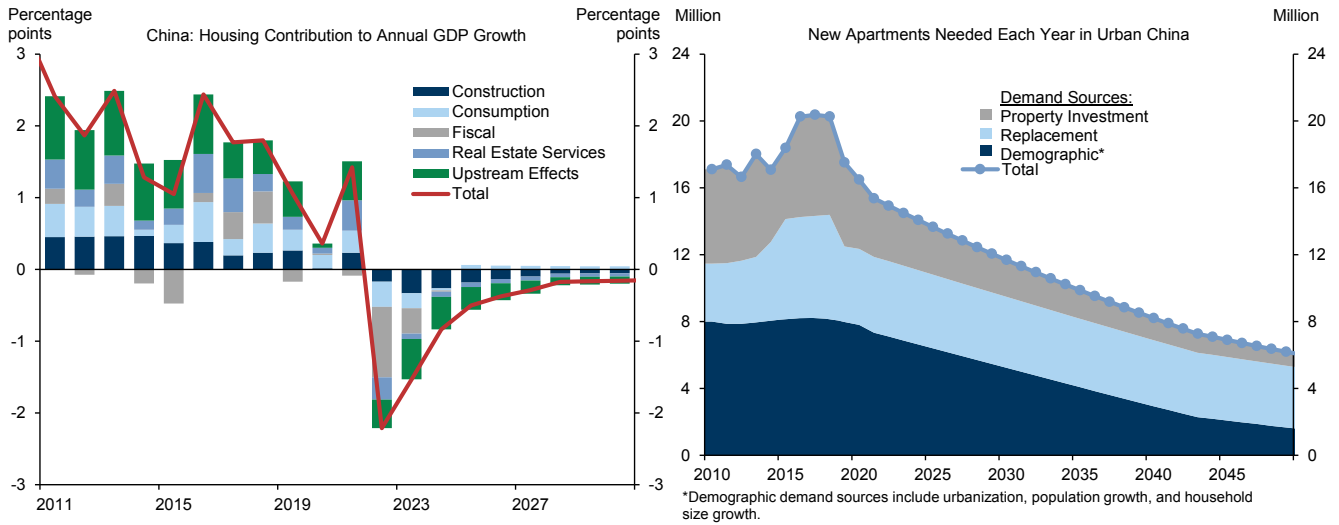 Percentage
points
China: Housing Contribution to Annual GDP Growth
Percentage
points
3
2
1
0
-1
-2
-3
3
2
1
0
-1
-2
-3
Construction
Consumption
Fiscal
Real Estate Services
Upstream Effects
Total
2011
2015
2019
2023
2027
Million
New Apartments Needed Each Year in Urban China
Million
24
20
16
12
8
4
0
24
20
16
12
8
4
0
Demand Sources:
Property Investment
Replacement
Demographic*
Total
2010
2015
2020
2025
2030
2035
2040
2045
*Demographic demand sources include urbanization, population growth, and household
size growth.